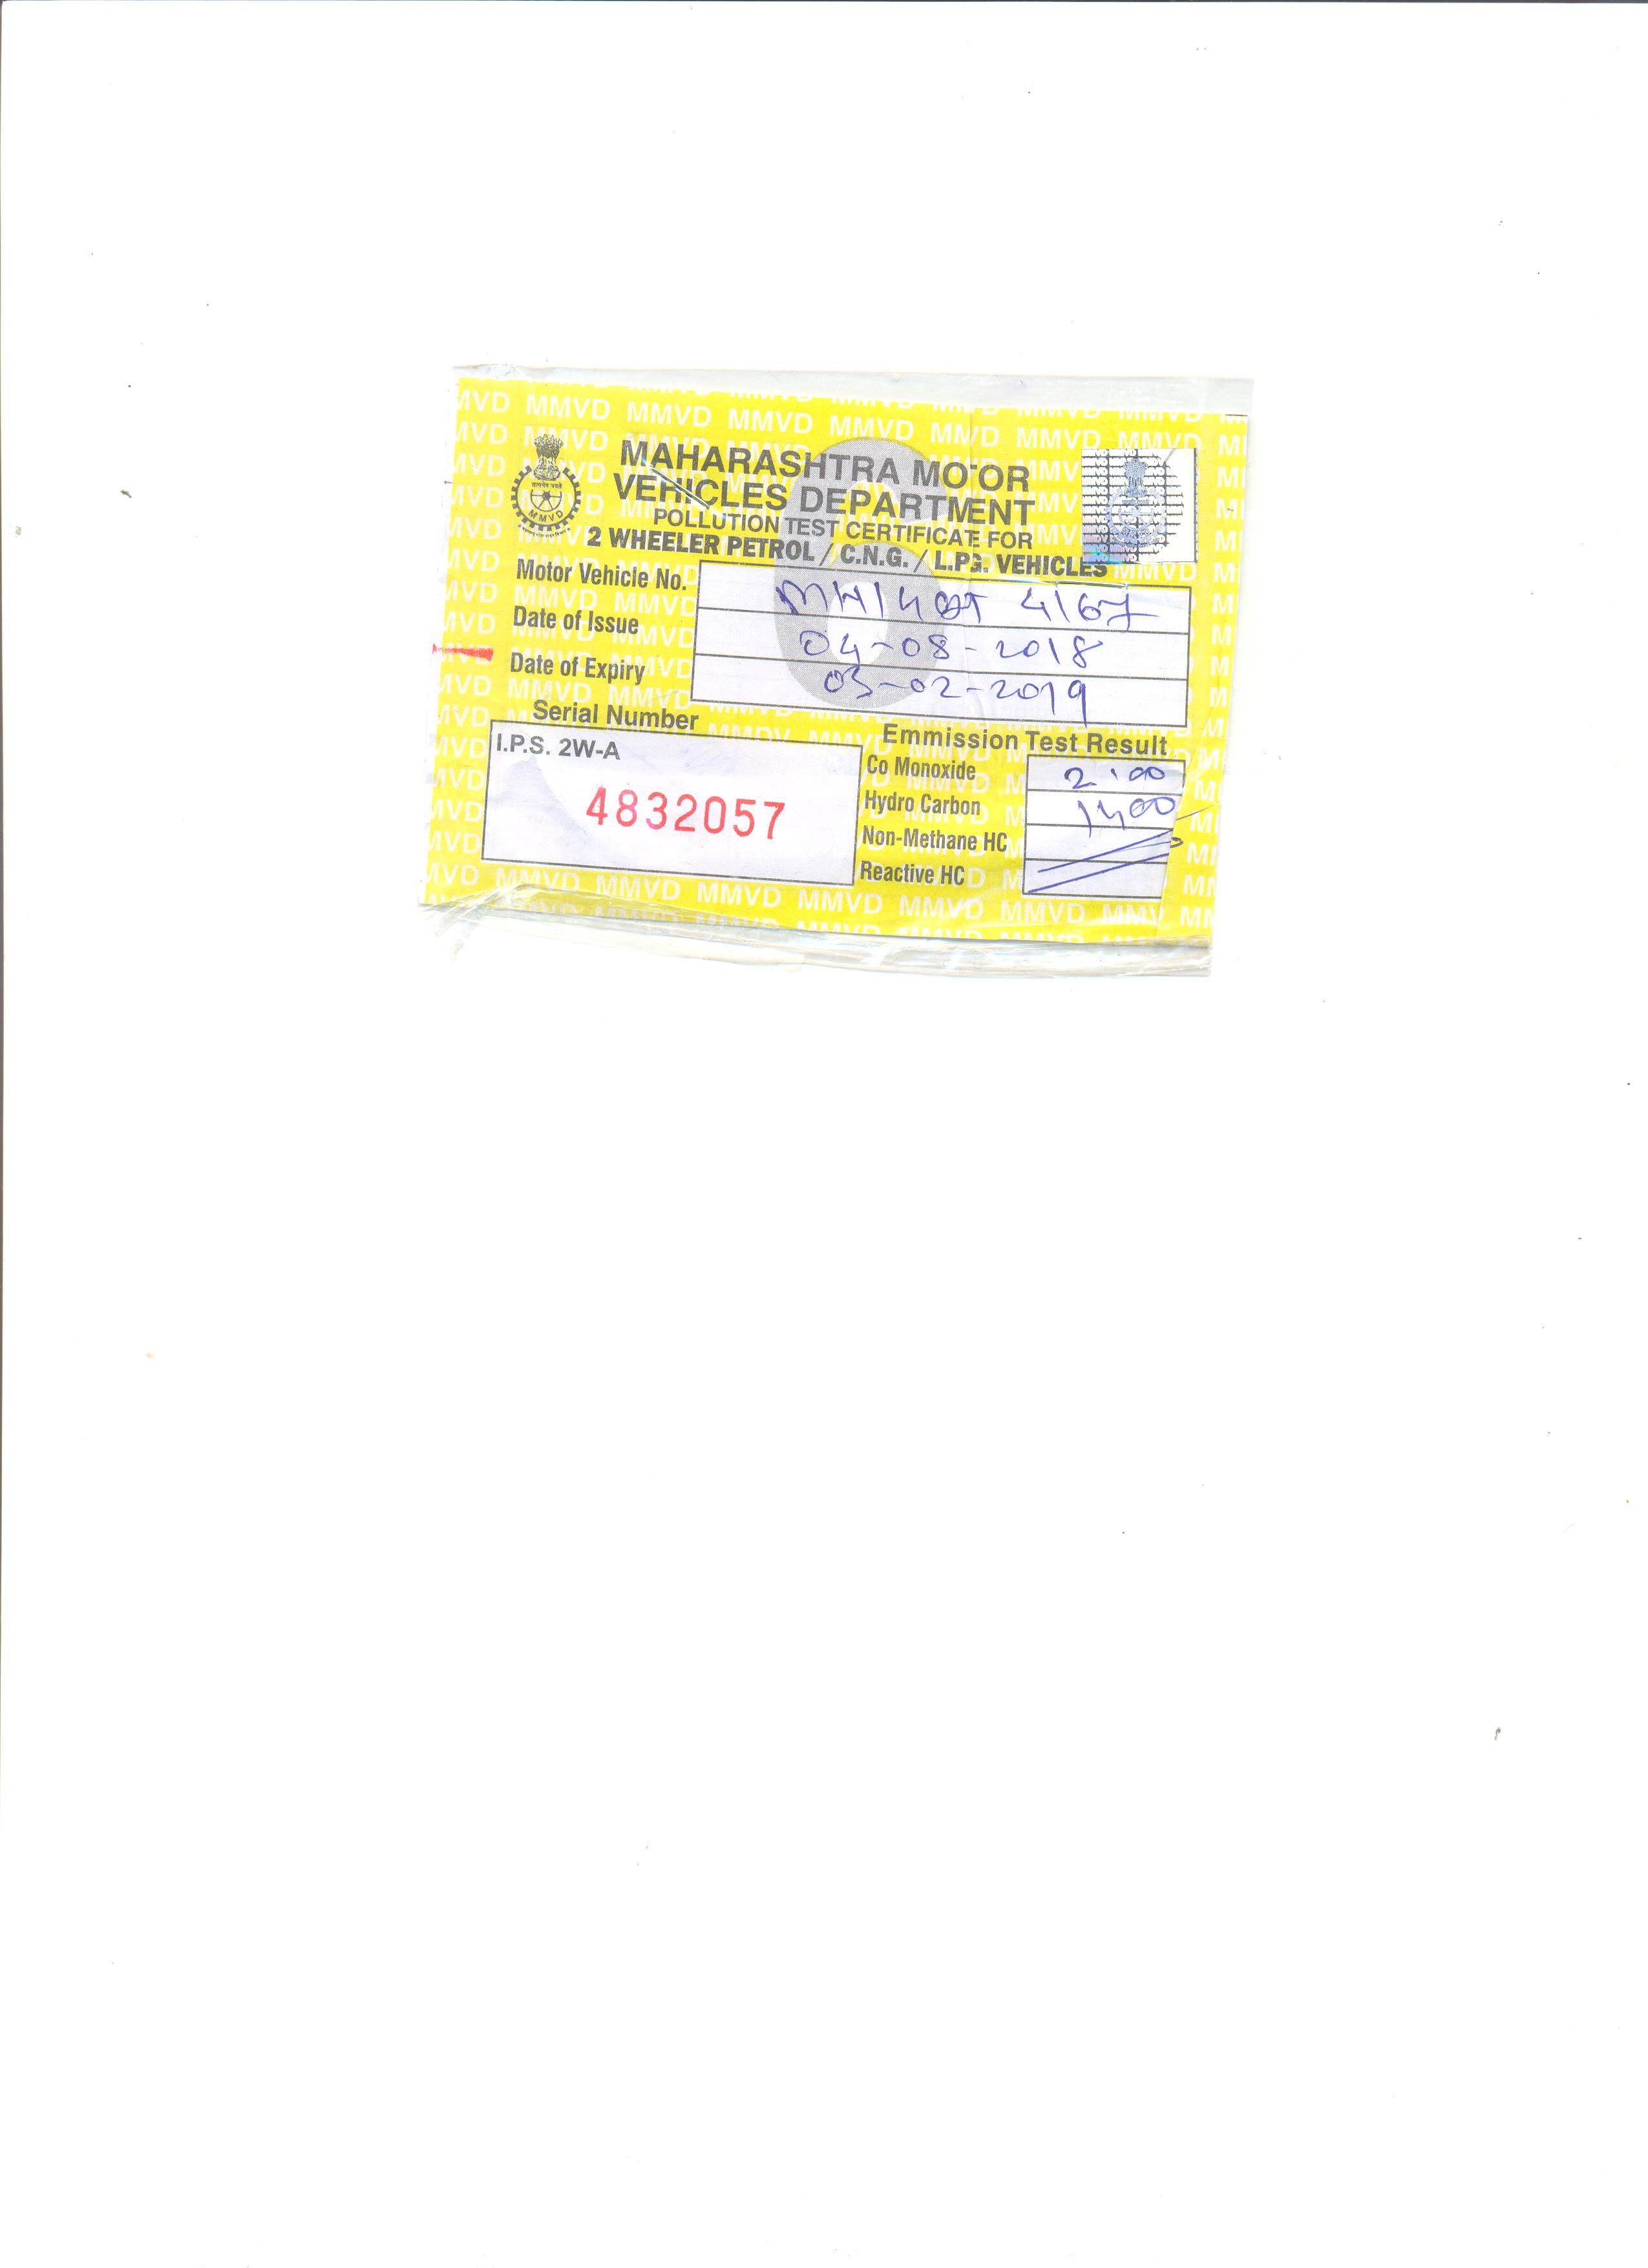 MAHARASHTRA MOTOR
VEHICLES DEPARTMENT
POLLUTION TEST CERTIFICATE FOR
2 WHEELER PETROL / C.N.G. / L.P.G. VEHICLES
Motor Vehicle No. 4167
Date of Issue 04-08-2018
Date of Expiry 03-02-2019
Serial Number
I.P.S. 2W-A
4832057
Emmission Test Result
Co Monoxide 2.00
Hydro Carbon 1400
Non-Methane HC
Reactive HC
MMVD